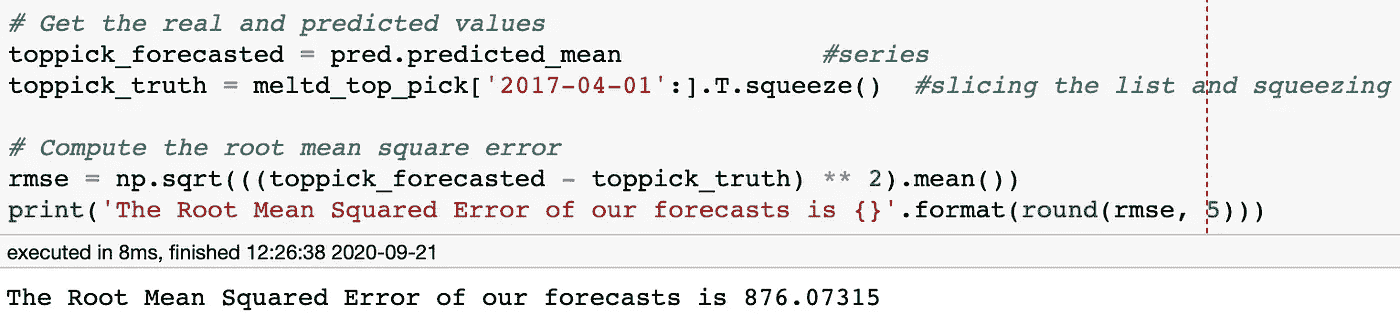 # Get the real and predicted values
toppick_forecasted = pred.predicted_mean #series
toppick_truth = meltd_top_pick['2017-04-01':].T.squeeze() #slicing the list and squeezing
# Compute the root mean square error
rmse = np.sqrt(((toppick_forecasted - toppick_truth) ** 2).mean())
print('The Root Mean Squared Error of our forecasts is {}'.format(round(rmse, 5)))
executed in 8ms, finished 12:26:38 2020-09-21
The Root Mean Squared Error of our forecasts is 876.07315